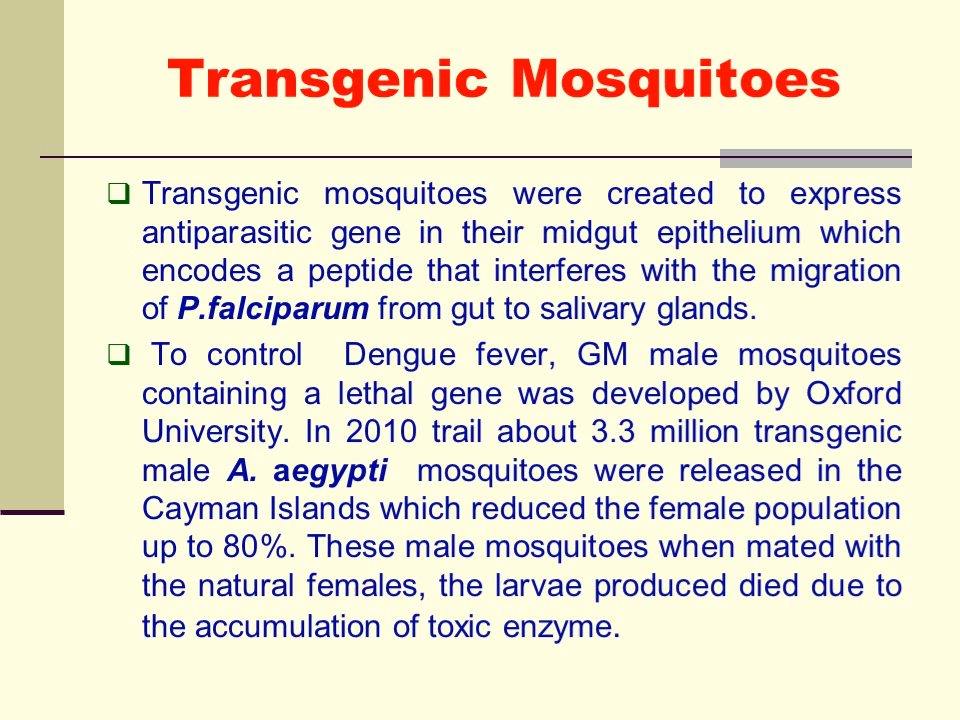 Transgenic Mosquitoes
Transgenic mosquitoes were created to express
antiparasitic gene in their midgut epithelium which
encodes a peptide that interferes with the migration
of P.falciparum from gut to salivary glands.
To control Dengue fever, GM male mosquitoes
containing a lethal gene was developed by Oxford
University. In 2010 trail about 3.3 million transgenic
male A. aegypti mosquitoes were released in the
Cayman Islands which reduced the female population
up to 80%. These male mosquitoes when mated with
the natural females, the larvae produced died due to
the accumulation of toxic enzyme.